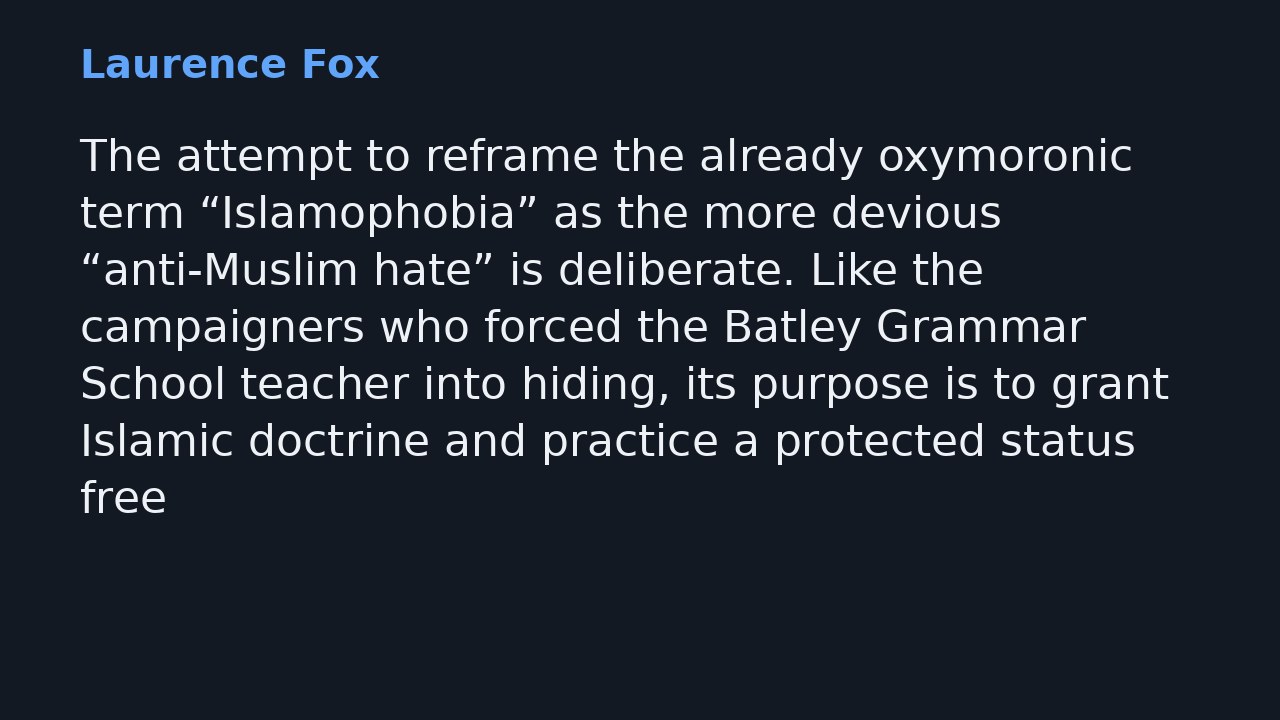 Laurence Fox
The attempt to reframe the already oxymoronic
term “Islamophobia” as the more devious
“anti-Muslim hate” is deliberate. Like the
campaigners who forced the Batley Grammar
School teacher into hiding, its purpose is to grant
Islamic doctrine and practice a protected status
free